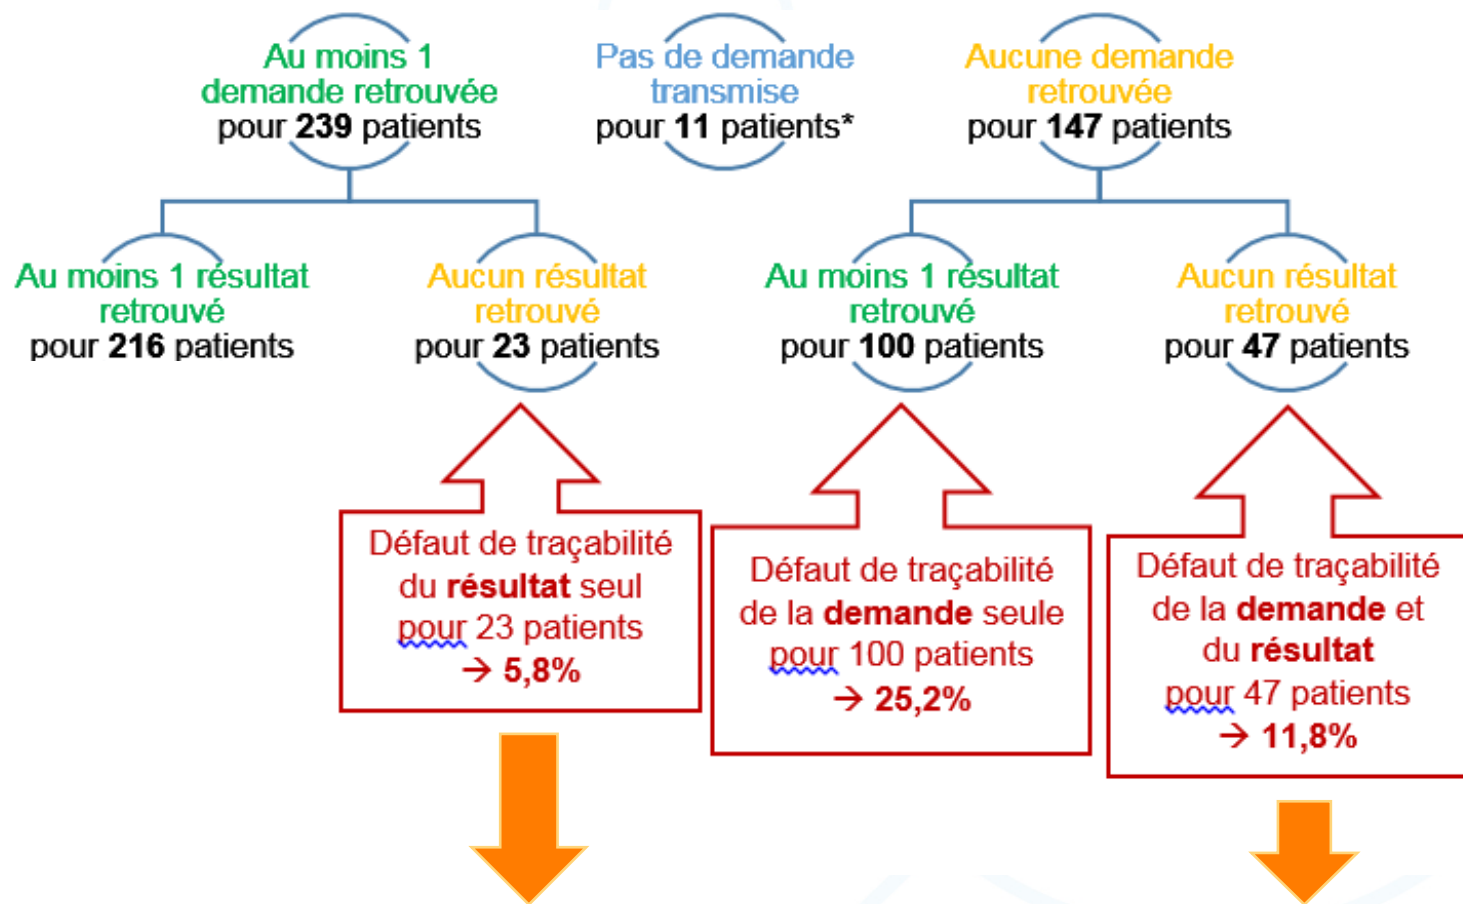 Au moins 1
demande retrouvée
pour 239 patients
Pas de demande
transmise
pour 11 patients*
Aucune demande
retrouvée
pour 147 patients
Au moins 1 résultat
retrouvé
pour 216 patients
Aucun résultat
retrouvé
pour 23 patients
Au moins 1 résultat
retrouvé
pour 100 patients
Aucun résultat
retrouvé
pour 47 patients
Défaut de traçabilité
du résultat seul
pour 23 patients
→ 5,8%
Défaut de traçabilité
de la demande seule
pour 100 patients
→ 25,2%
Défaut de traçabilité
de la demande et
du résultat
pour 47 patients
→ 11,8%